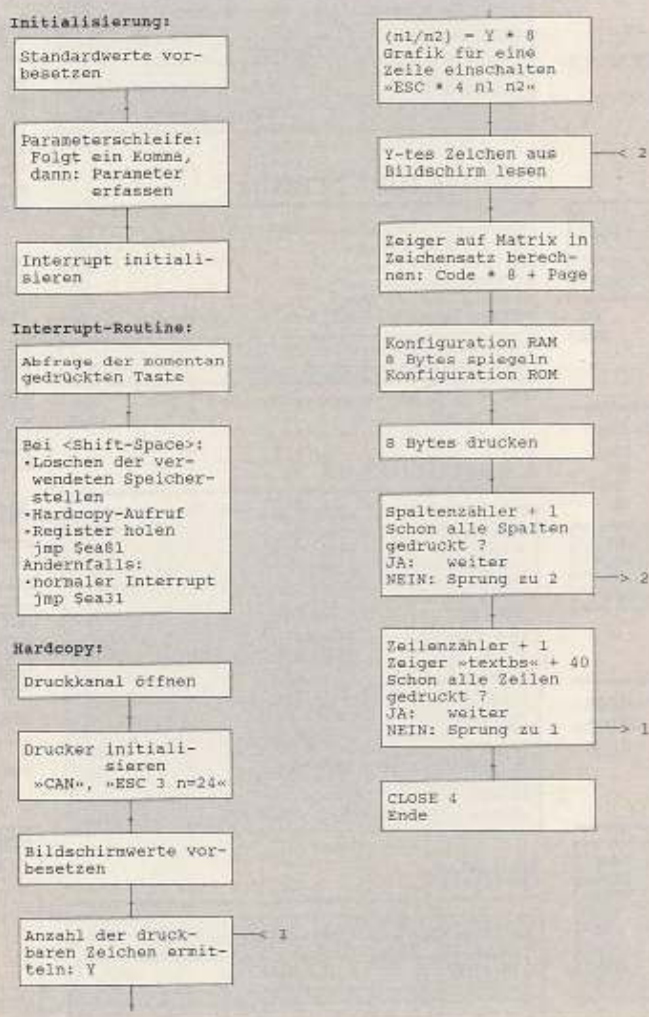 Initialisierung:
Standardwerte vor-
besetzen
Parameterschleife:
Folgt ein Komma,
dann: Parameter
erfassen
Interrupt initiali-
sieren
Interrupt-Routine:
Abfrage der momentan
gedrückten Taste
Bei <Shift-Space>:
·Löschen der ver-
wendeten Speicher-
stellen
·Hardcopy-Aufruf
·Register holen
jmp $ea81
Andernfalls:
·normaler Interrupt
jmp $ea31
Hardcopy:
Druckkanal öffnen
Drucker initiali-
sieren
»CAN«, »ESC 3 n=24«
Bildschirmwerte vor-
besetzen
Anzahl der druck-
baren Zeichen ermit-
teln: Y
< 1
(n1/n2) = Y * 8
Grafik für eine
Zeile einschalten
»ESC * 4 n1 n2«
Y-tes Zeichen aus
Bildschirm lesen
< 2
Zeiger auf Matrix in
Zeichensatz berech-
nen: Code * 8 + Page
Konfiguration RAM
8 Bytes spiegeln
Konfiguration ROM
8 Bytes drucken
Spaltenzähler + 1
Schon alle Spalten
gedruckt ?
JA: weiter
NEIN: Sprung zu 2
> 2
Zeilenzähler + 1
Zeiger »textbs« + 40
Schon alle Zeilen
gedruckt ?
JA: weiter
NEIN: Sprung zu 1
> 1
CLOSE 4
Ende